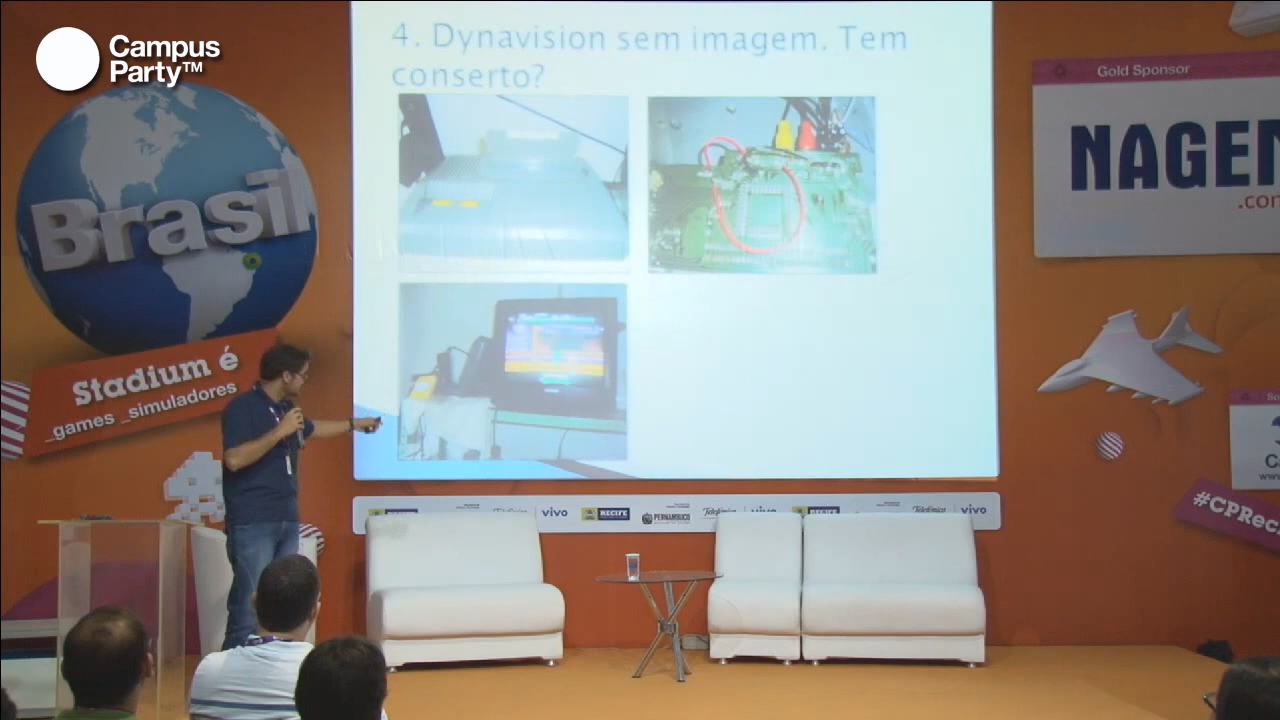 Campus
Party™
4. Dynavision sem imagem. Tem
conserto?
Gold Sponsor
NAGEM
.com
Brasil
Stadium é
_games _simuladores
#CPRec
vivo
RECIFE
PERNAMBUCO
Telefónica
vivo
RECIFE
Telefónica
vivo